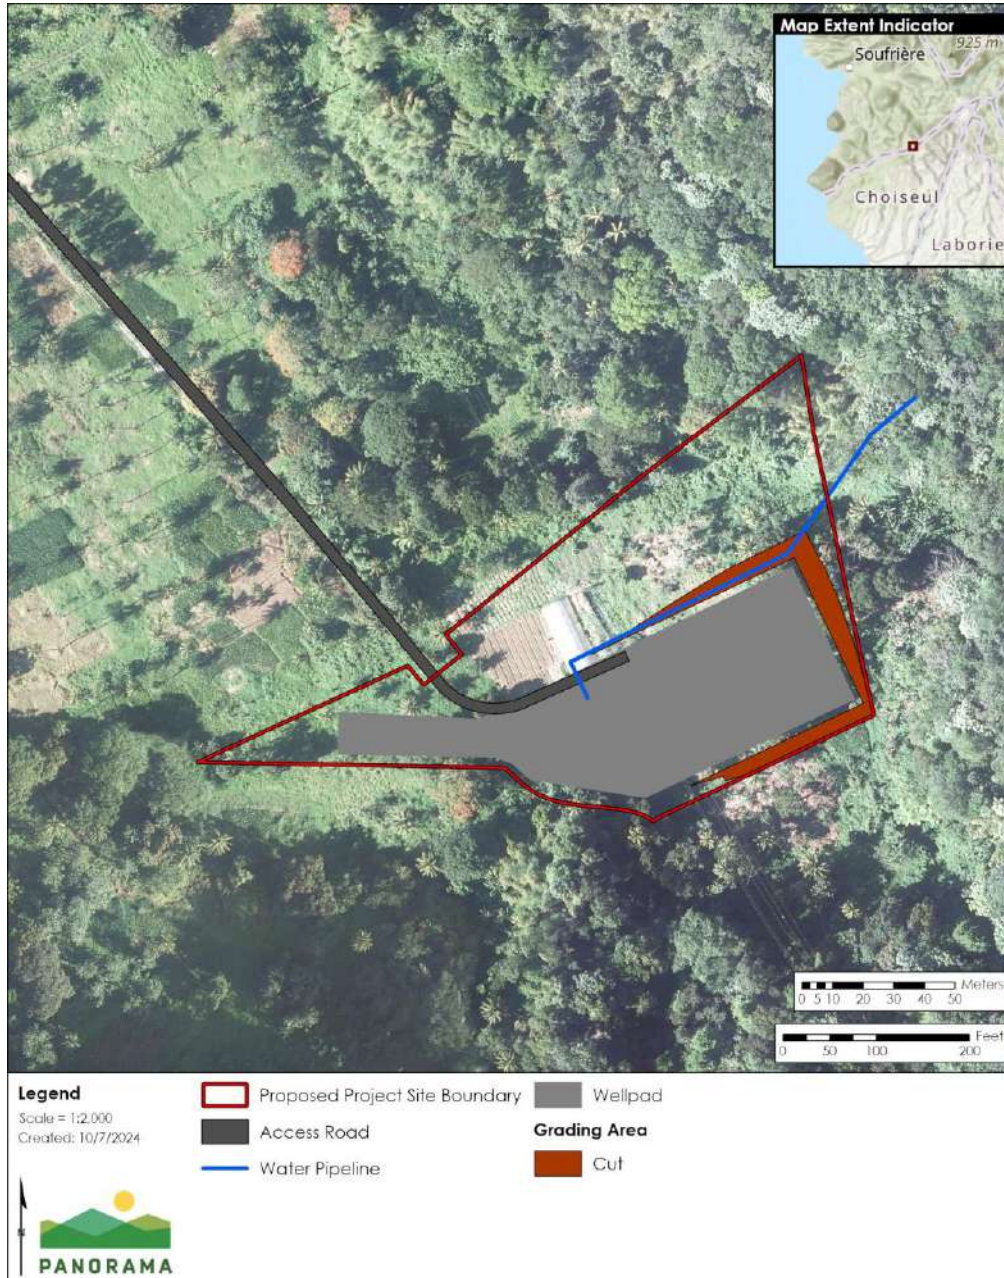 Map Extent Indicator
925 m
Soufrière
Choiseul
Laborie
Meters
0 5 10 20 30 40 50
Feet
0 50 100 200
Legend
Scale = 1:2,000
Created: 10/7/2024
Proposed Project Site Boundary
Access Road
Water Pipeline
Wellpad
Grading Area
Cut
N
PANORAMA